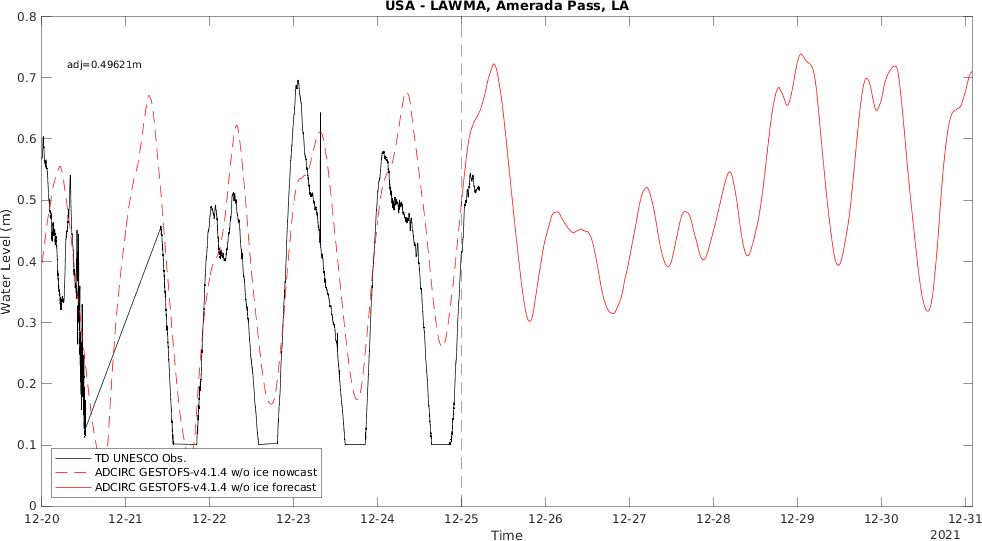 USA - LAWMA, Amerada Pass, LA
0.8
0.7
0.6
0.5
0.4
0.3
0.2
0.1
0
Water Level (m)
adj=0.49621m
TD UNESCO Obs.
ADCIRC GESTOFS-v4.1.4 w/o ice nowcast
ADCIRC GESTOFS-v4.1.4 w/o ice forecast
12-20 12-21 12-22 12-23 12-24 12-25 12-26 12-27 12-28 12-29 12-30 12-31
Time
2021